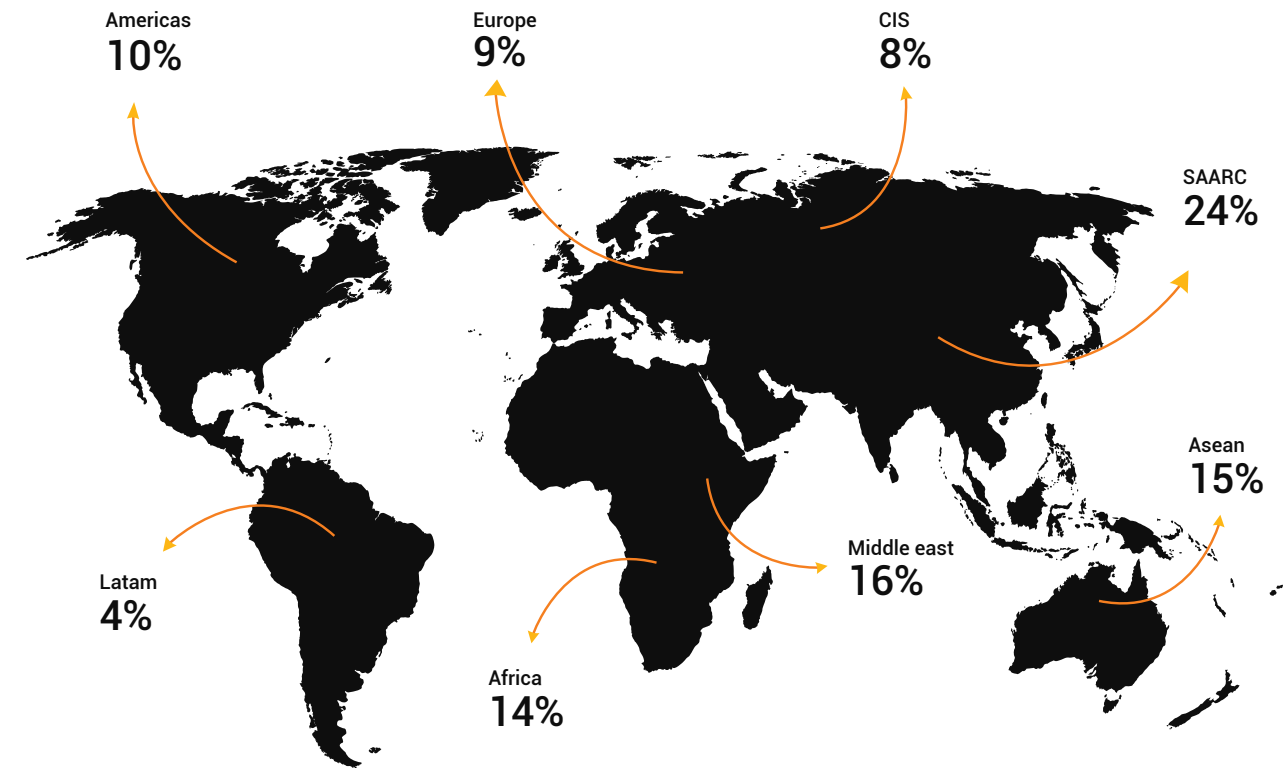 Americas
10%
Europe
9%
CIS
8%
SAARC
24%
Asean
15%
Middle east
16%
Latam
4%
Africa
14%